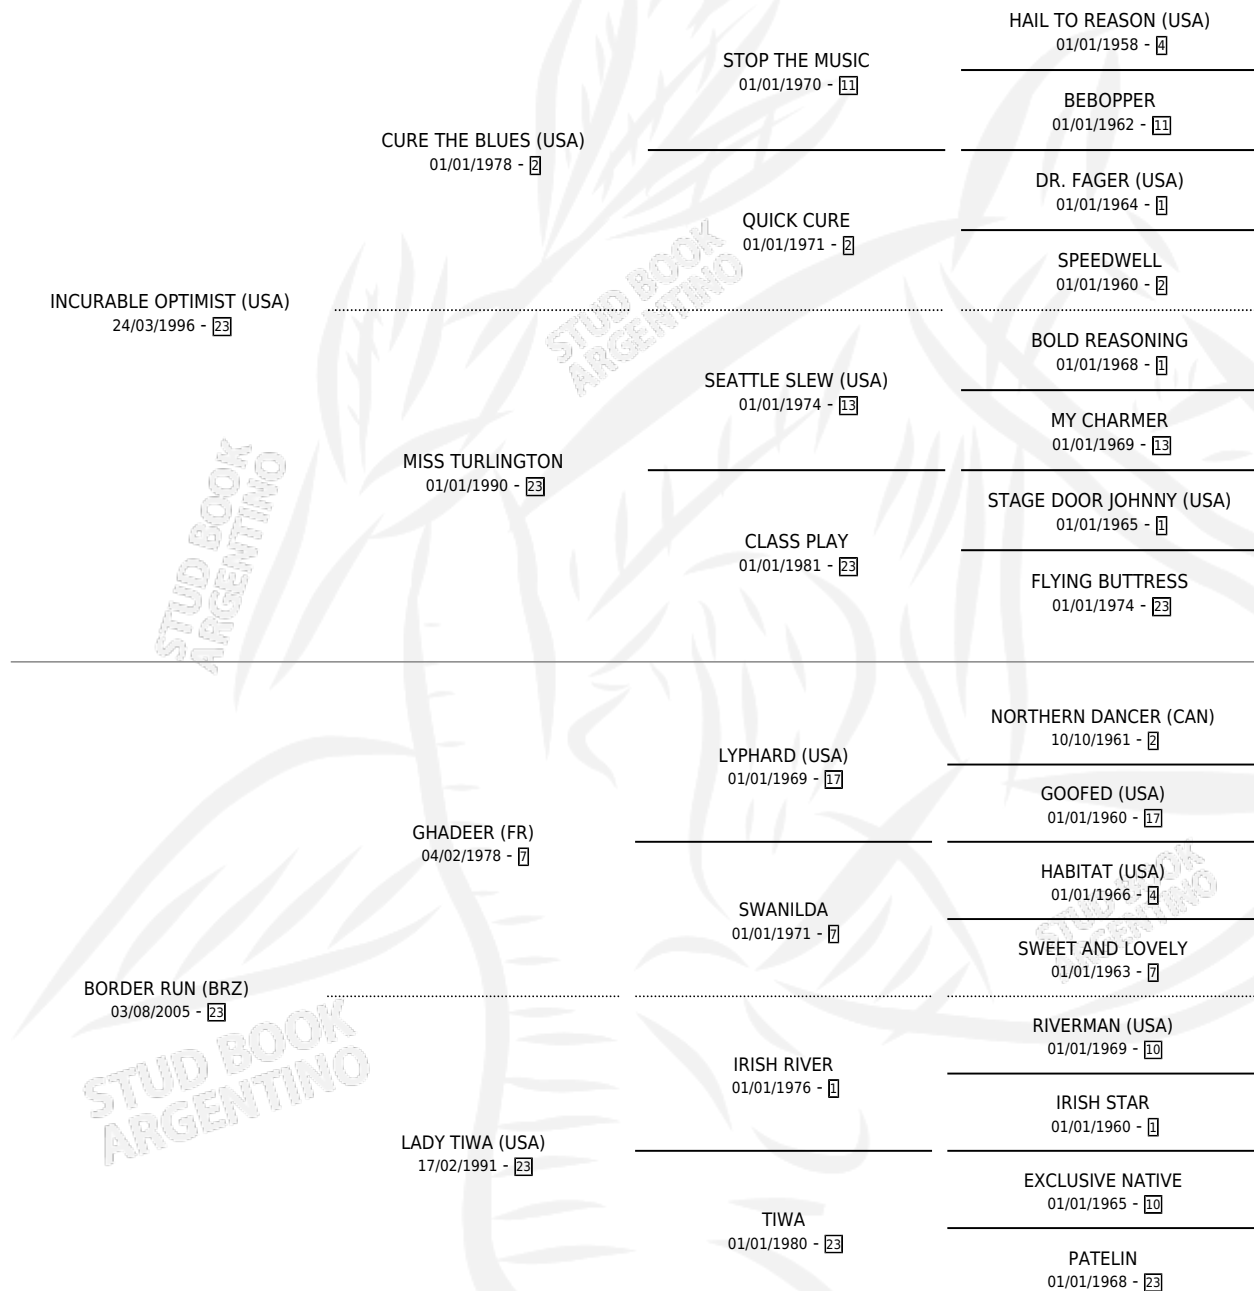 HAIL TO REASON (USA)
01/01/1958 - 4
STOP THE MUSIC
01/01/1970 - 11
BEBOPPER
01/01/1962 - 11
CURE THE BLUES (USA)
01/01/1978 - 2
DR. FAGER (USA)
01/01/1964 - 1
QUICK CURE
01/01/1971 - 2
SPEEDWELL
01/01/1960 - 2
INCURABLE OPTIMIST (USA)
24/03/1996 - 23
BOLD REASONING
01/01/1968 - 1
SEATTLE SLEW (USA)
01/01/1974 - 13
MY CHARMER
01/01/1969 - 13
MISS TURLINGTON
01/01/1990 - 23
STAGE DOOR JOHNNY (USA)
01/01/1965 - 1
CLASS PLAY
01/01/1981 - 23
FLYING BUTTRESS
01/01/1974 - 23
NORTHERN DANCER (CAN)
10/10/1961 - 2
LYPHARD (USA)
01/01/1969 - 17
GOOFED (USA)
01/01/1960 - 17
GHADEER (FR)
04/02/1978 - 7
HABITAT (USA)
01/01/1966 - 4
SWANILDA
01/01/1971 - 7
SWEET AND LOVELY
01/01/1963 - 7
BORDER RUN (BRZ)
03/08/2005 - 23
RIVERMAN (USA)
01/01/1969 - 10
IRISH RIVER
01/01/1976 - 1
IRISH STAR
01/01/1960 - 1
LADY TIWA (USA)
17/02/1991 - 23
EXCLUSIVE NATIVE
01/01/1965 - 10
TIWA
01/01/1980 - 23
PATELIN
01/01/1968 - 23
STUD BOOK
ARGENTINO
STUD BOOK
ARGENTINO
STUD BOOK
ARGENTINO
STUD BOOK
ARGENTINO